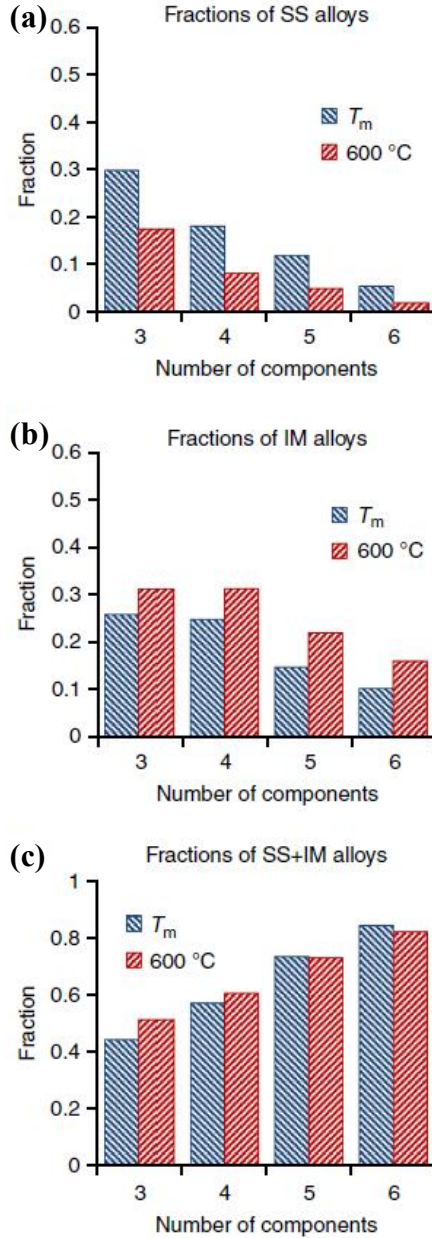 (a)
Fractions of SS alloys
0.6
0.5
0.4
0.3
0.2
0.1
0
Fraction
Tm
600 °C
3 4 5 6
Number of components
(b)
Fractions of IM alloys
0.6
0.5
0.4
0.3
0.2
0.1
0
Fraction
Tm
600 °C
3 4 5 6
Number of components
(c)
Fractions of SS+IM alloys
1
0.8
0.6
0.4
0.2
0
Fraction
Tm
600 °C
3 4 5 6
Number of components